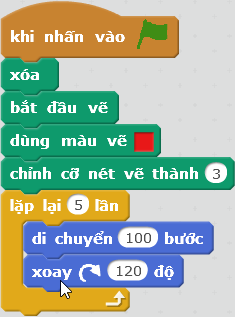 khi nhấn vào
xóa
bắt đầu vẽ
dùng màu vẽ
chỉnh cỡ nét vẽ thành 3
lặp lại 5 lần
di chuyển 100 bước
xoay 120 độ